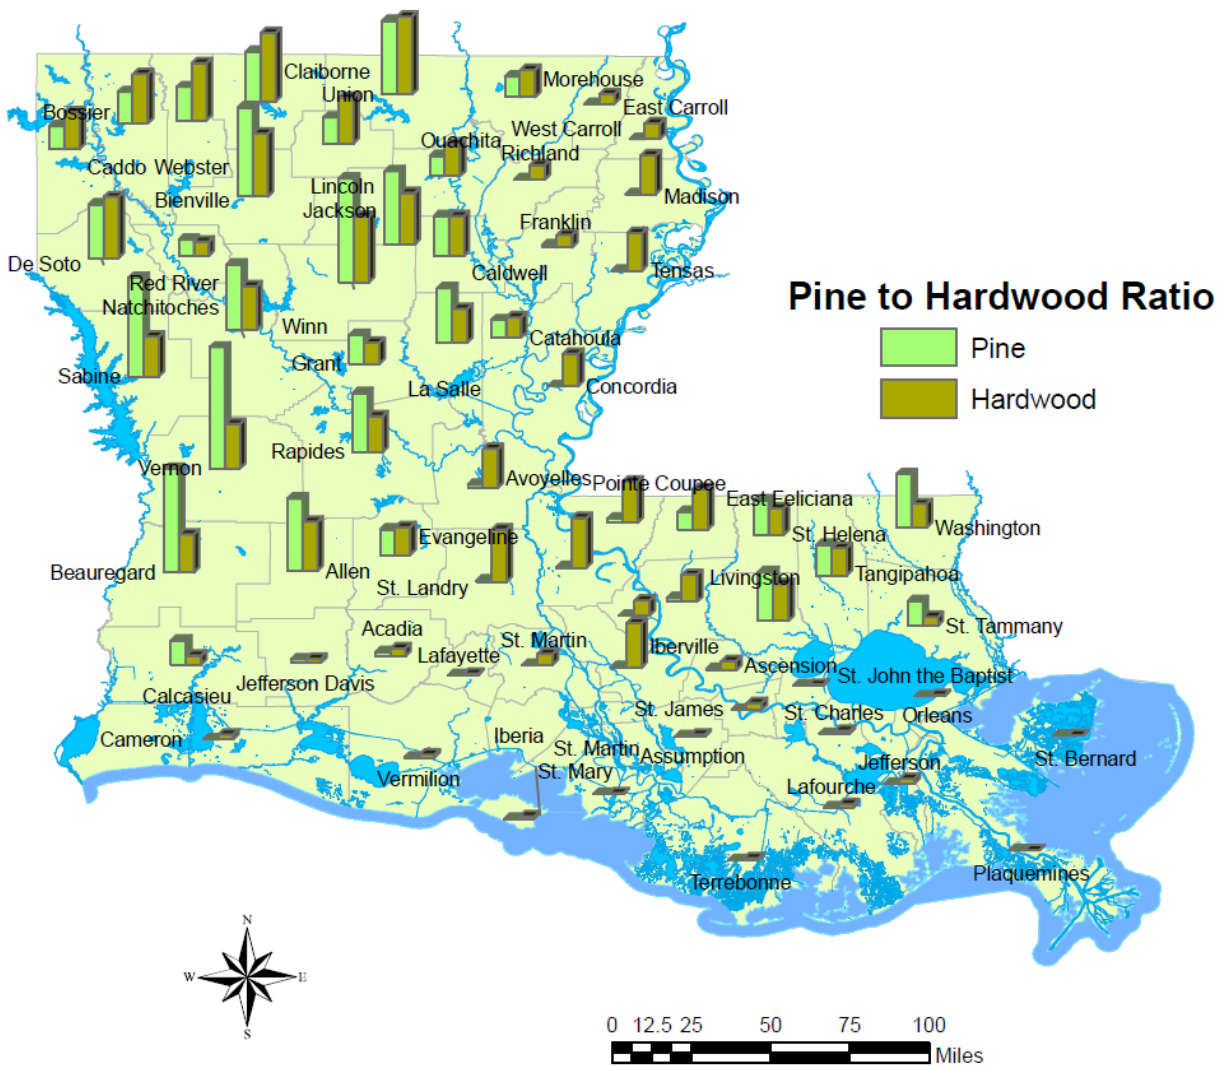 Claiborne
Union
Morehouse
Bossier
East Carroll
West Carroll
Ouachita
Richland
Caddo
Webster
Lincoln
Madison
Bienville
Jackson
Franklin
De Soto
Caldwell
Tensas
Red River
Natchitoches
Pine to Hardwood Ratio
Winn
Catahoula
Pine
Grant
Sabine
La Salle
Concordia
Hardwood
Rapides
Vernon
Avoyelles
Pointe Coupee
East Feliciana
Washington
Evangeline
St. Helena
Beauregard
Allen
St. Landry
Livingston
Tangipahoa
Acadia
St. Martin
St. Tammany
Lafayette
Iberville
Ascension
St. John the Baptist
Jefferson Davis
Calcasieu
St. James
St. Charles
Orleans
Cameron
Iberia
St. Martin
Assumption
St. Bernard
Vermilion
St. Mary
Jefferson
Lafourche
Terrebonne
Plaquemines
N
W
E
S
0 12.5 25 50 75 100
Miles